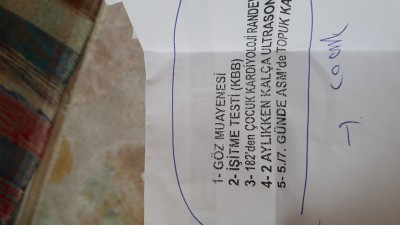 1- GÖZ MUAYENESİ
2- İŞİTME TESTİ (KBB)
3- 182'den ÇOCUK KARDİYOLOJİ RANDEV
4- 2 AYLIKKEN KALÇA ULTRASON
5- 5./7. GÜNDE ASM'de TOPUK KA